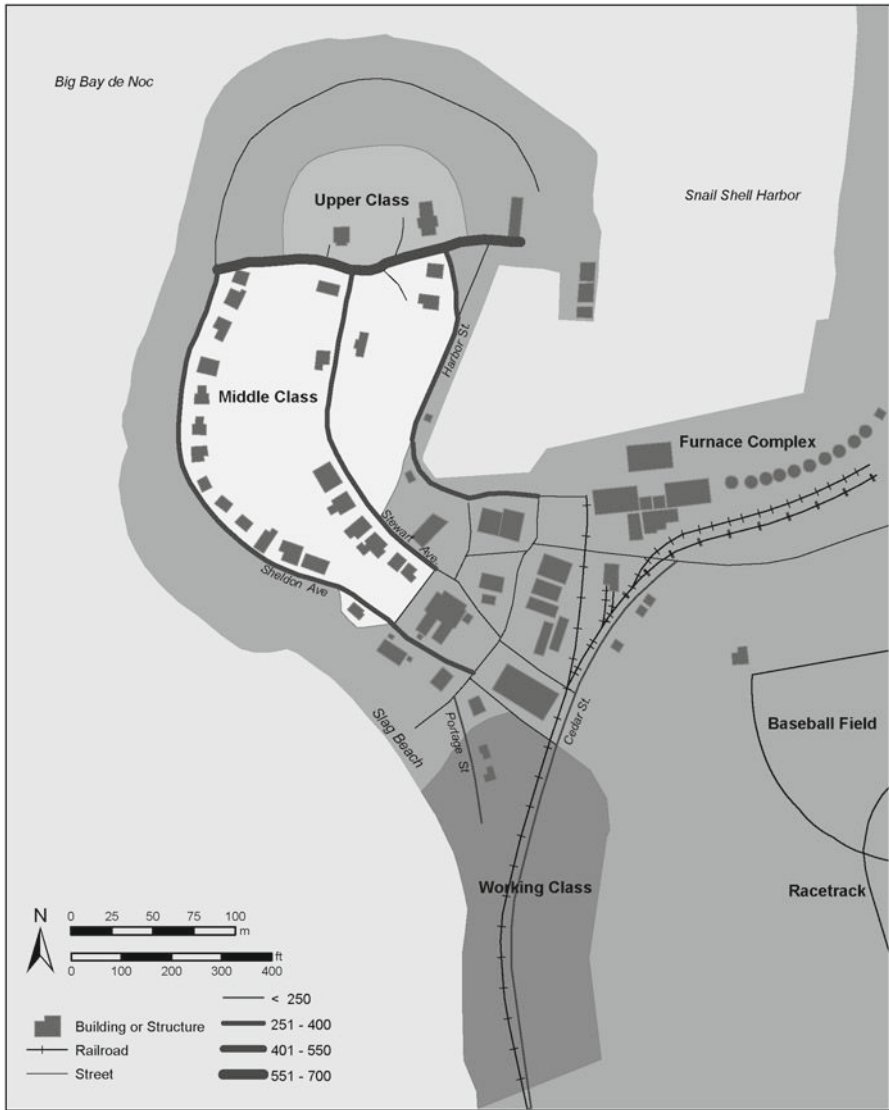 Big Bay de Noc
Snail Shell Harbor
Upper Class
Harbor St.
Middle Class
Furnace Complex
Stewart Ave.
Sheldon Ave
Slag Beach
Portage St
Cedar St.
Baseball Field
Working Class
Racetrack
N
0 25 50 75 100
m
ft
0 100 200 300 400
< 250
Building or Structure
251 - 400
Railroad
401 - 550
Street
551 - 700